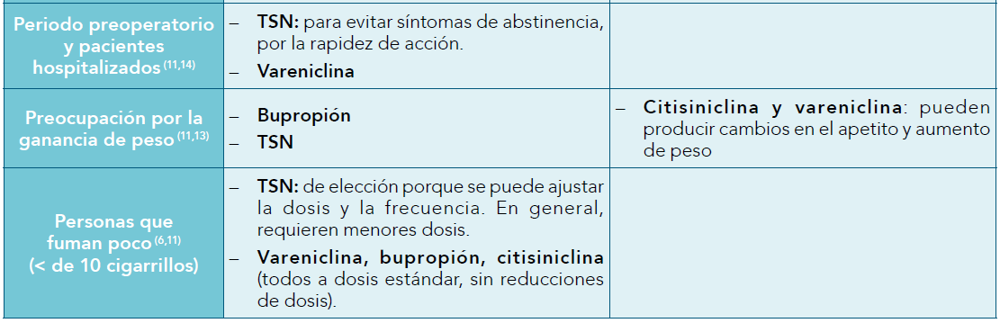 Periodo preoperatorio
y pacientes
hospitalizados (11,14)
– TSN: para evitar síntomas de abstinencia,
por la rapidez de acción.
– Vareniclina
Preocupación por la
ganancia de peso (11,13)
– Bupropión
– TSN
– Citisiniclina y vareniclina: pueden
producir cambios en el apetito y aumento
de peso
Personas que
fuman poco (6,11)
(< de 10 cigarrillos)
– TSN: de elección porque se puede ajustar
la dosis y la frecuencia. En general,
requieren menores dosis.
– Vareniclina, bupropión, citisiniclina
(todos a dosis estándar, sin reducciones
de dosis).